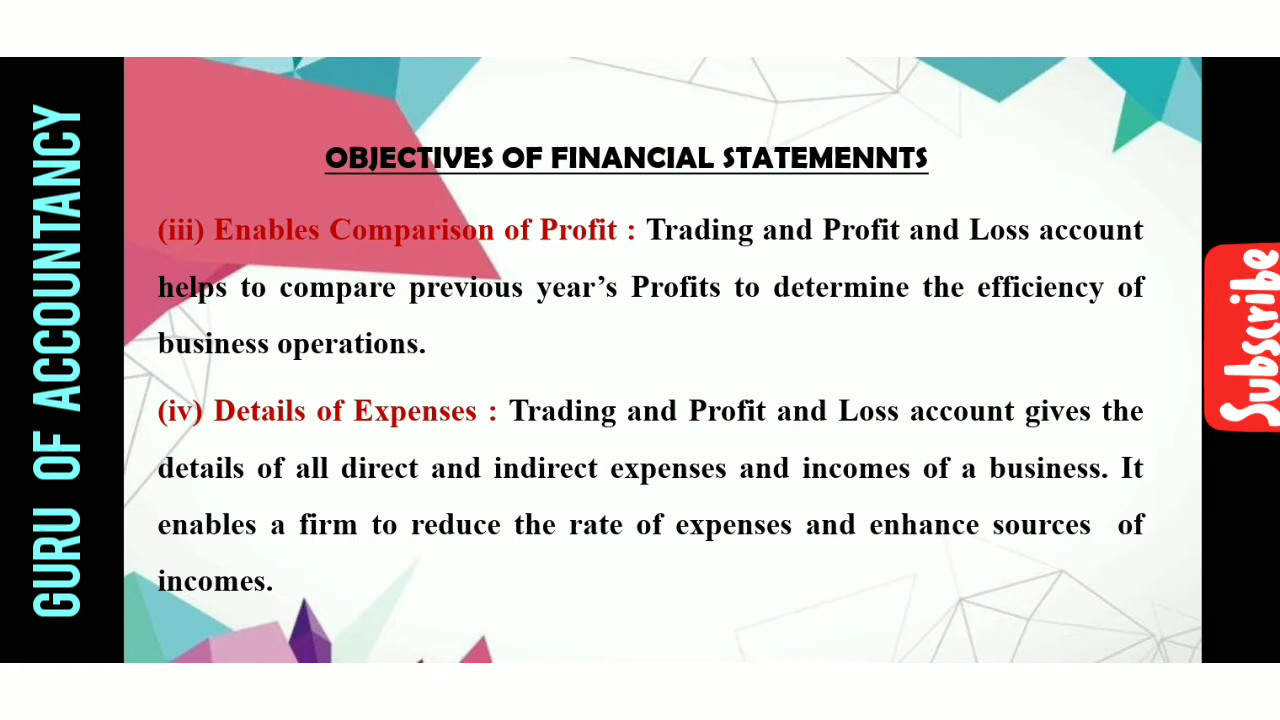 GURU OF ACCOUNTANCY
OBJECTIVES OF FINANCIAL STATEMENNTS
(iii) Enables Comparison of Profit : Trading and Profit and Loss account
helps to compare previous year’s Profits to determine the efficiency of
business operations.
(iv) Details of Expenses : Trading and Profit and Loss account gives the
details of all direct and indirect expenses and incomes of a business. It
enables a firm to reduce the rate of expenses and enhance sources of
incomes.
Subscribe